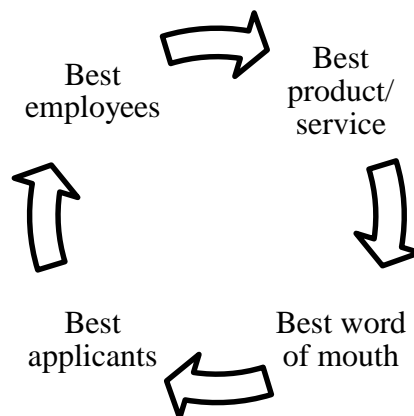 Best
employees
Best
product/
service
Best word
of mouth
Best
applicants